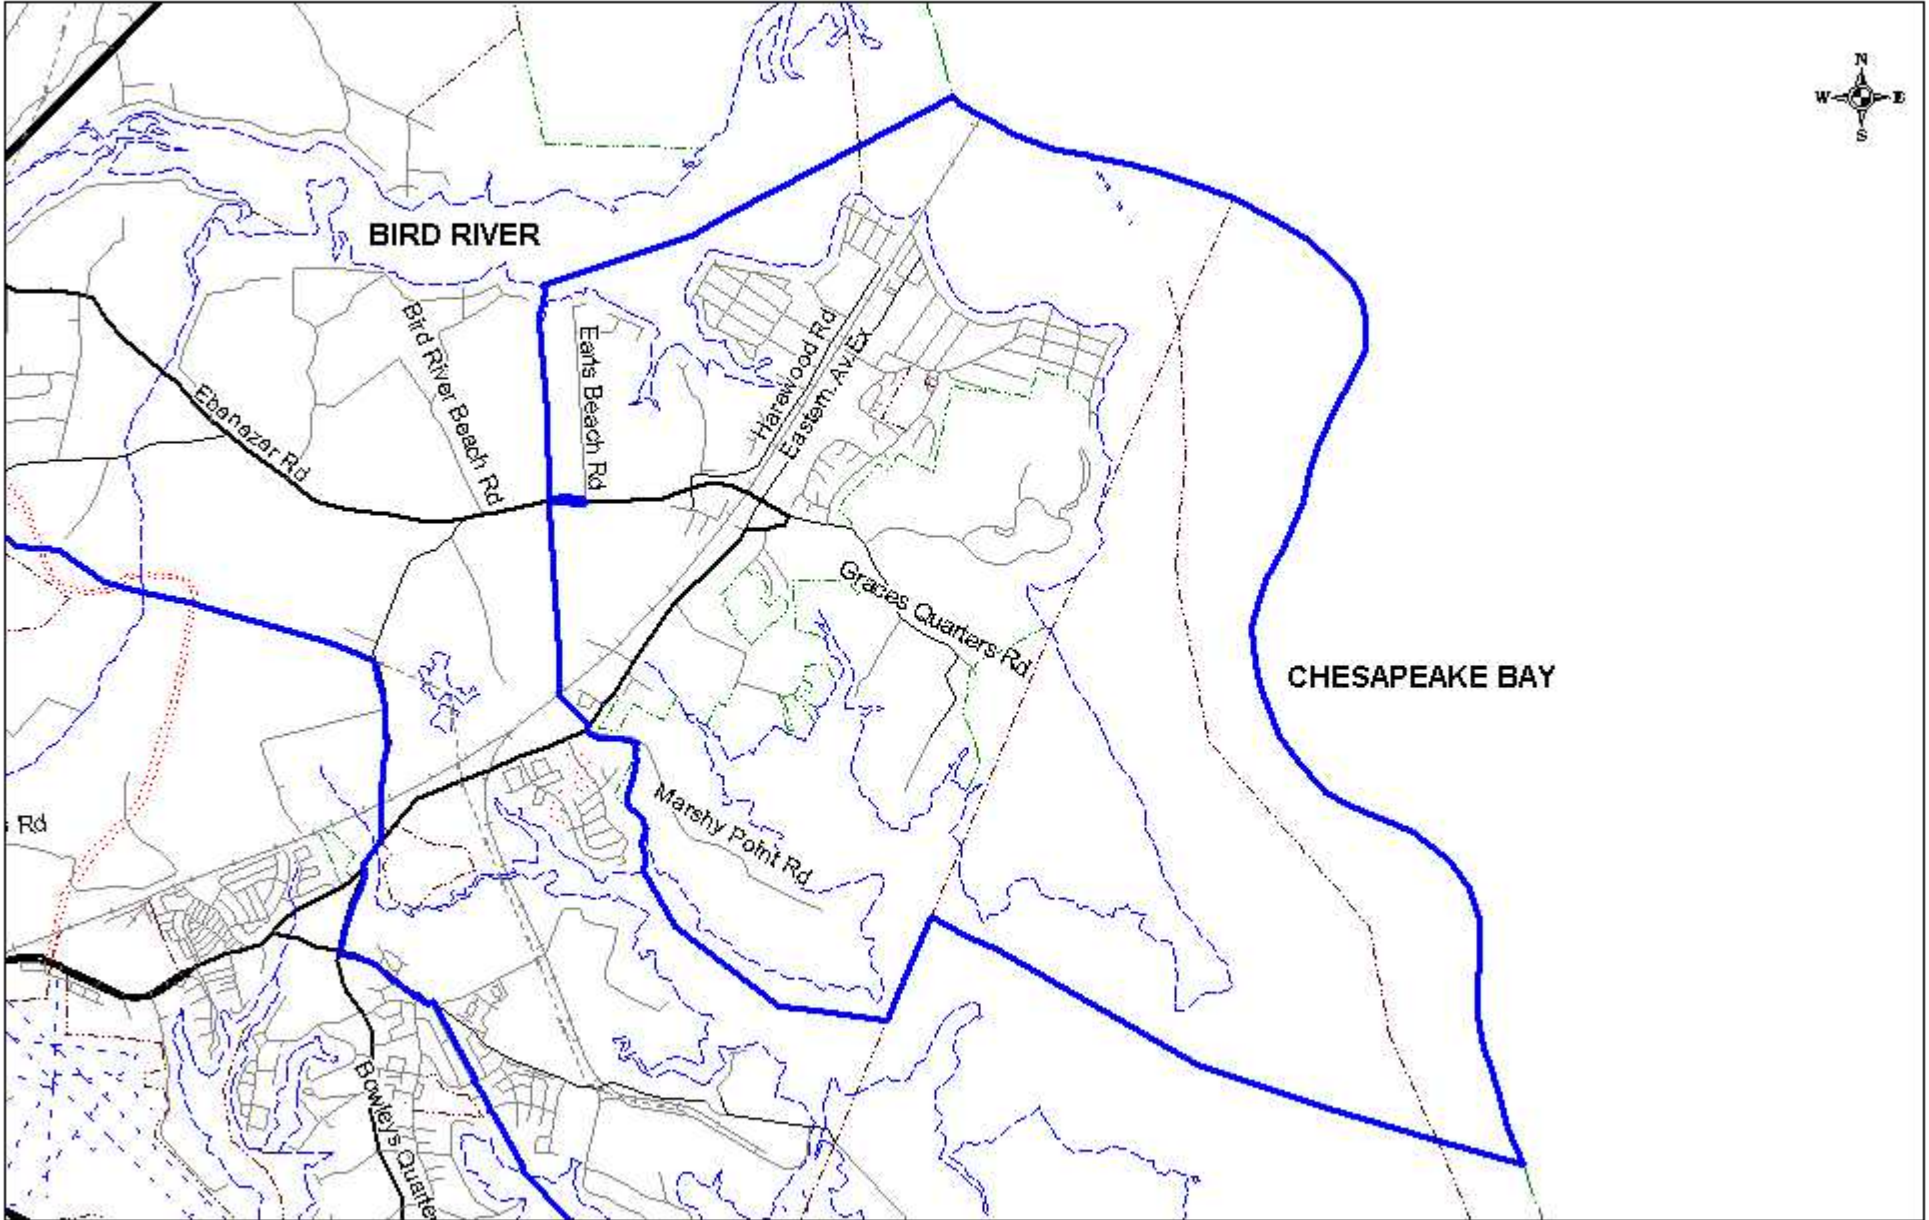 N
W E
S
BIRD RIVER
Bird River Beach Rd
Earls Beach Rd
Harewood Rd
Eastern Av Ex
Ebenezer Rd
Graces Quarters Rd
CHESAPEAKE BAY
Marshy Point Rd
Rd
Bowleys Quarte